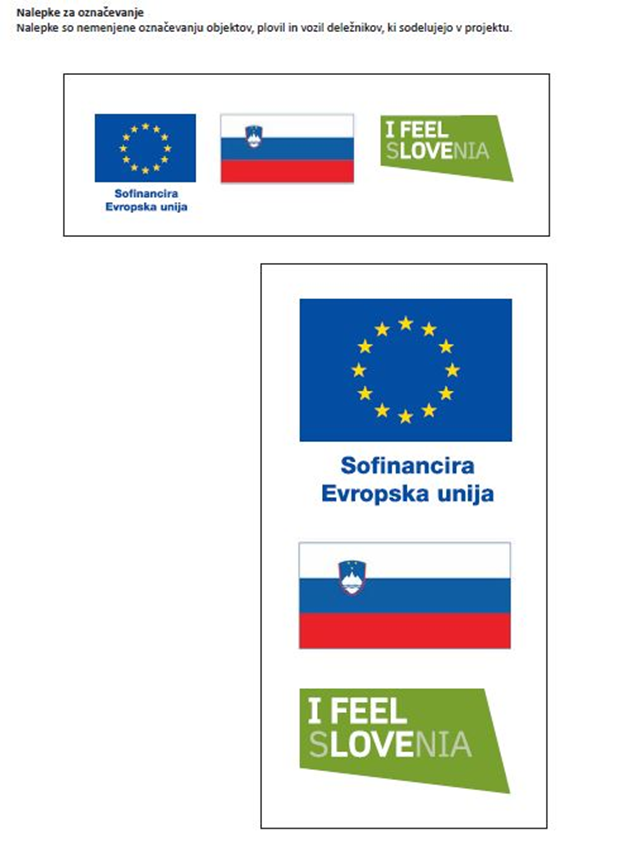 Nalepke za označevanje
Nalepke so nemenjene označevanju objektov, plovil in vozil deležnikov, ki sodelujejo v projektu.
Sofinancira
Evropska unija
I FEEL
SLOVENIA
Sofinancira
Evropska unija
I FEEL
SLOVENIA